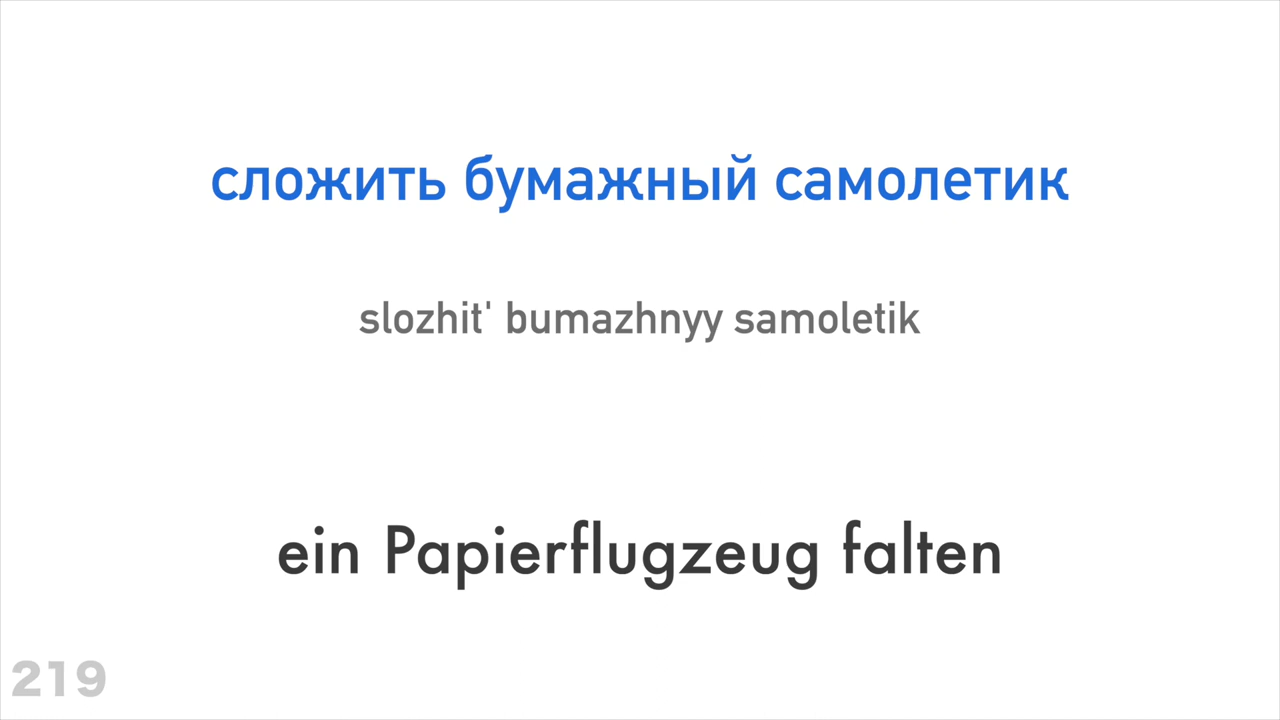 сложить бумажный самолетик
slozhit' bumazhnyy samoletik
ein Papierflugzeug falten
219